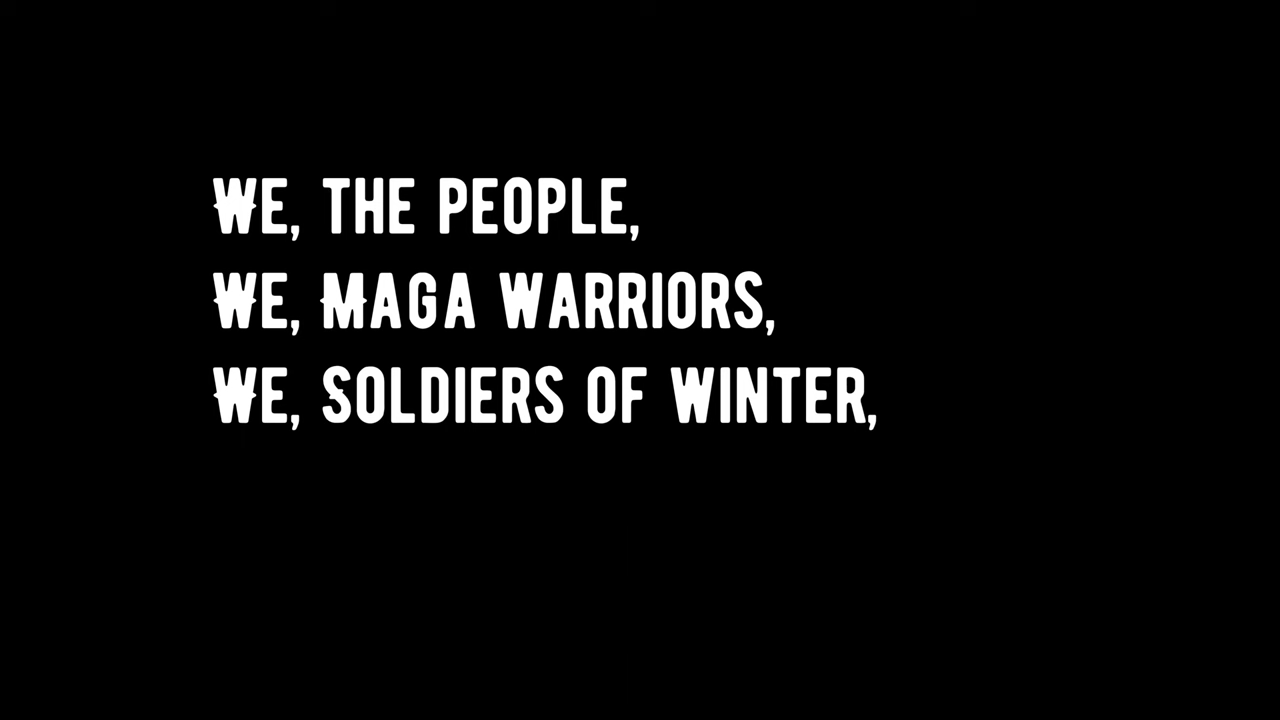 WE, THE PEOPLE,
WE, MAGA WARRIORS,
WE, SOLDIERS OF WINTER,